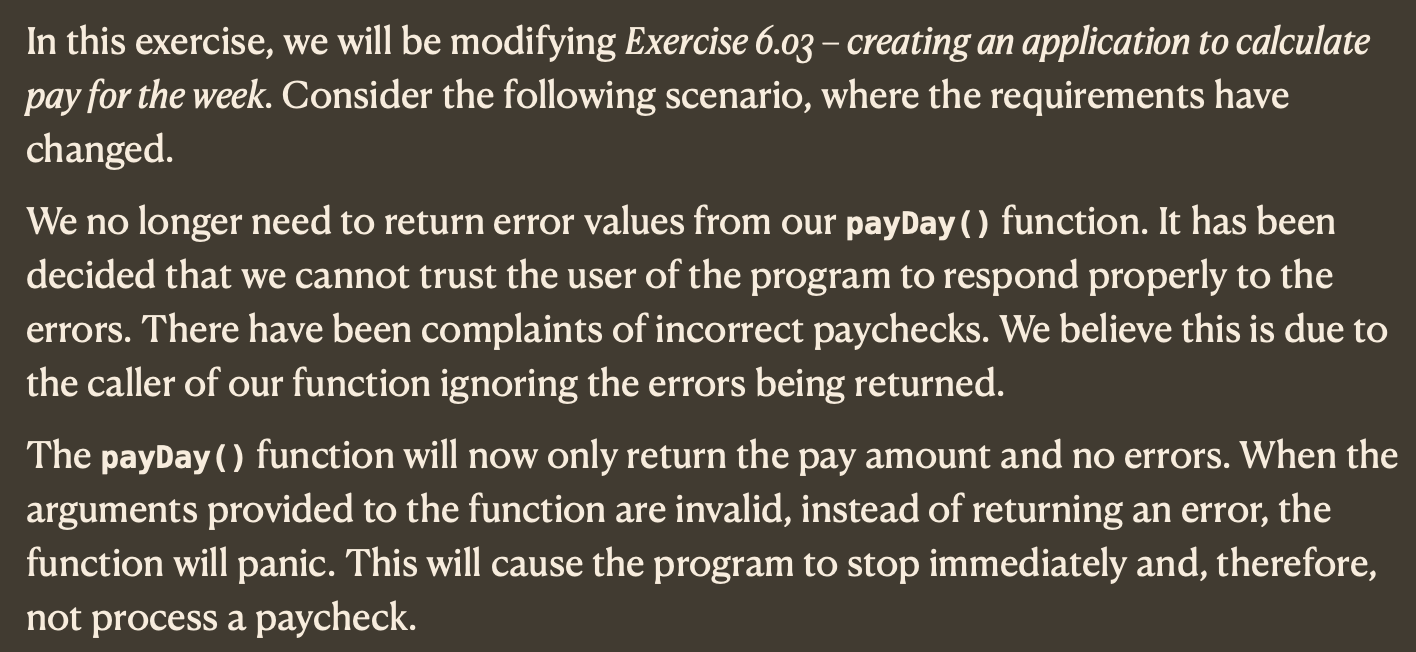 In this exercise, we will be modifying Exercise 6.03 – creating an application to calculate
pay for the week. Consider the following scenario, where the requirements have
changed.
We no longer need to return error values from our payDay() function. It has been
decided that we cannot trust the user of the program to respond properly to the
errors. There have been complaints of incorrect paychecks. We believe this is due to
the caller of our function ignoring the errors being returned.
The payDay() function will now only return the pay amount and no errors. When the
arguments provided to the function are invalid, instead of returning an error, the
function will panic. This will cause the program to stop immediately and, therefore,
not process a paycheck.